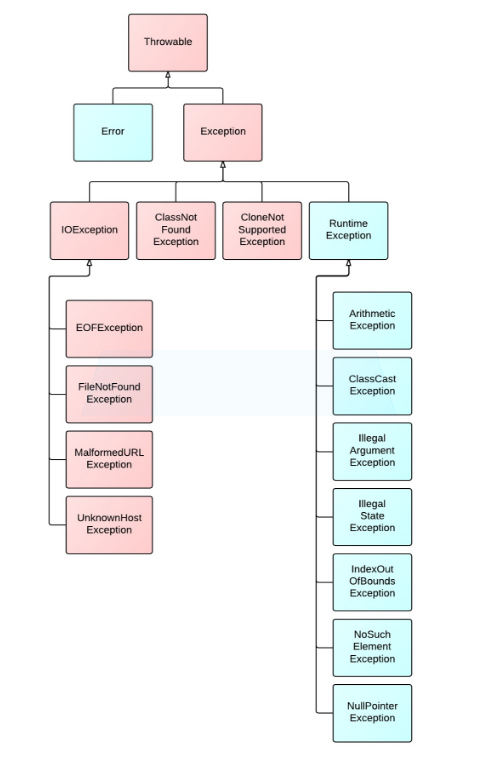 Throwable
Error
Exception
IOException
ClassNot
Found
Exception
CloneNot
Supported
Exception
Runtime
Exception
EOFException
FileNotFound
Exception
MalformedURL
Exception
UnknownHost
Exception
Arithmetic
Exception
ClassCast
Exception
Illegal
Argument
Exception
Illegal
State
Exception
IndexOut
OfBounds
Exception
NoSuch
Element
Exception
NullPointer
Exception